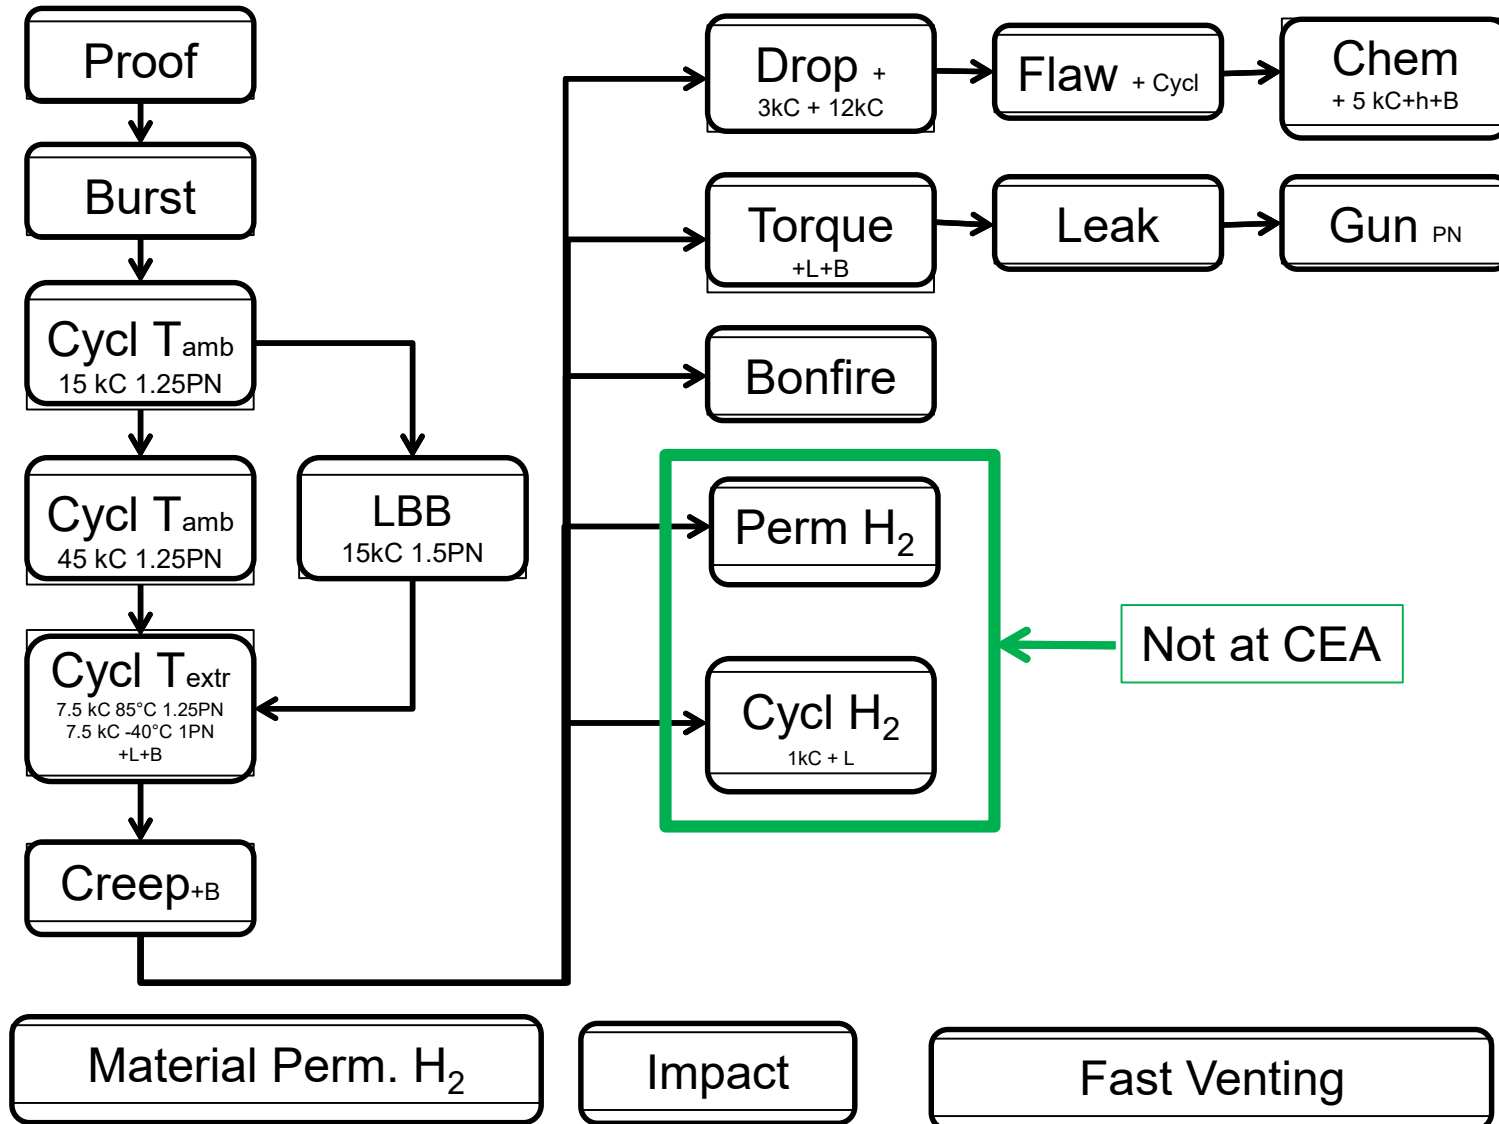 Proof
Burst
Cycl Tamb
15 kC 1.25PN
Cycl Tamb
45 kC 1.25PN
LBB
15kC 1.5PN
Cycl Textr
7.5 kC 85°C 1.25PN
7.5 kC -40°C 1PN
+L+B
Creep+B
Drop +
3kC + 12kC
Flaw + Cycl
Chem
+ 5 kC+h+B
Torque
+L+B
Leak
Gun PN
Bonfire
Perm H₂
Cycl H₂
1kC + L
Not at CEA
Material Perm. H₂
Impact
Fast Venting